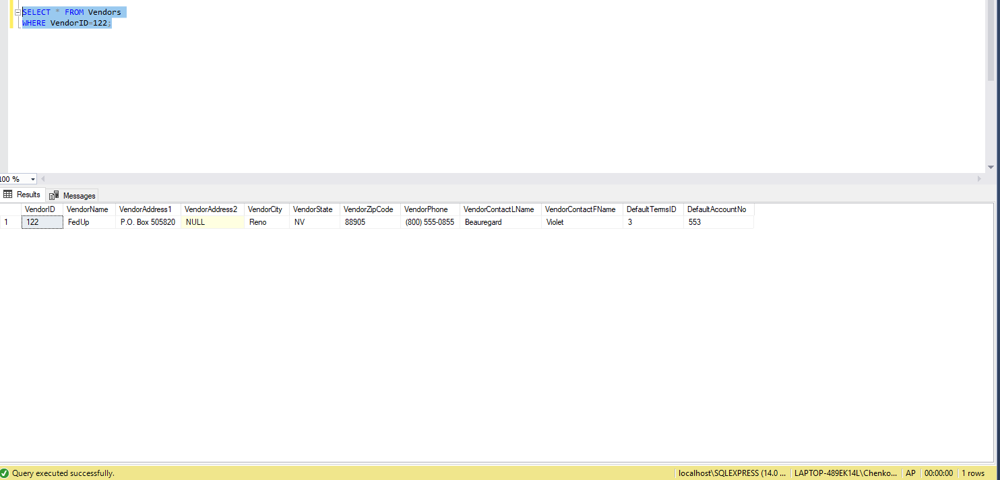 SELECT * FROM Vendors
WHERE VendorID=122;
100 %
Results Messages
VendorID VendorName VendorAddress1 VendorAddress2 VendorCity VendorState VendorZipCode VendorPhone VendorContactLName VendorContactFName DefaultTermsID DefaultAccountNo
1 122 FedUp P.O. Box 505820 NULL Reno NV 88905 (800) 555-0855 Beauregard Violet 3 553
Query executed successfully. localhost\SQLEXPRESS (14.0 ... LAPTOP-489EK14L\Chenko... AP 00:00:00 1 rows